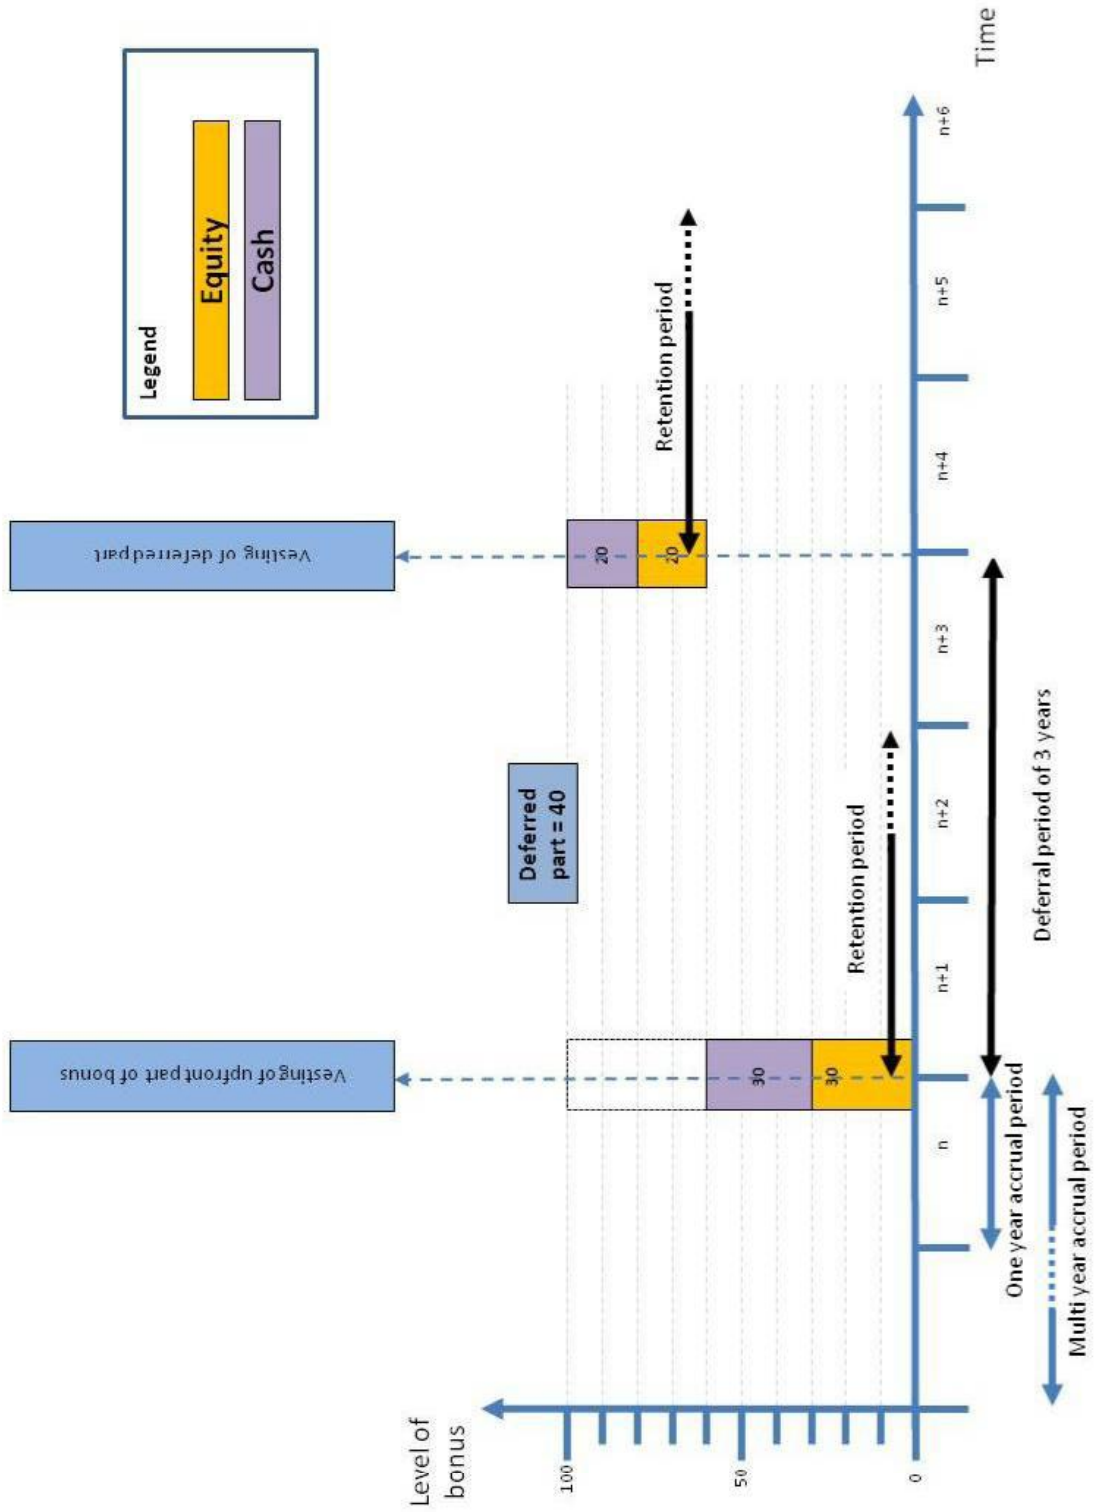 Level of
bonus
100
50
0
Vesting of upfront part of bonus
Vesting of deferred part
Legend
Equity
Cash
Deferred
part = 40
30
30
20
20
Retention period
Retention period
n
n+1
n+2
n+3
n+4
n+5
n+6
Time
One year accrual period
Deferral period of 3 years
Multi year accrual period